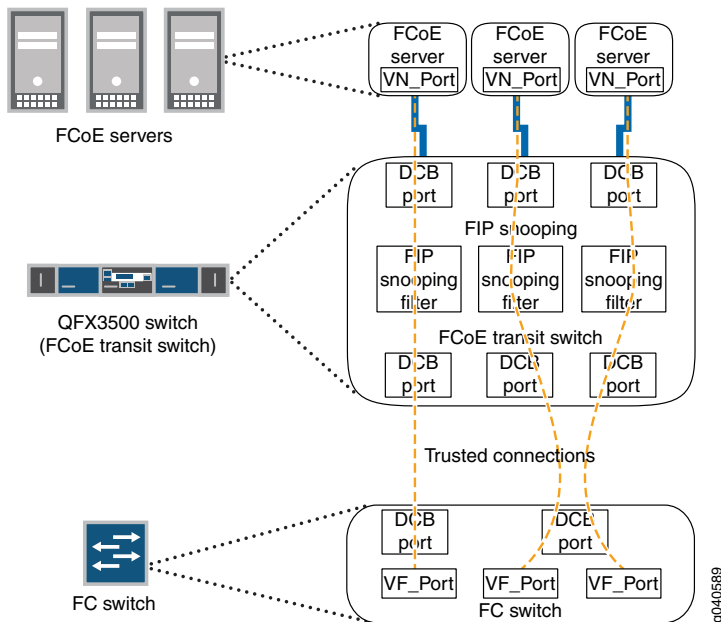 FCoE
server
VN_Port
FCoE
server
VN_Port
FCoE
server
VN_Port
FCoE servers
DCB
port
DCB
port
DCB
port
FIP snooping
FIP
snooping
filter
FIP
snooping
filter
FIP
snooping
filter
QFX3500 switch
(FCoE transit switch)
FCoE transit switch
DCB
port
DCB
port
DCB
port
Trusted connections
DCB
port
DCB
port
VF_Port
VF_Port
VF_Port
FC switch
FC switch
g040589